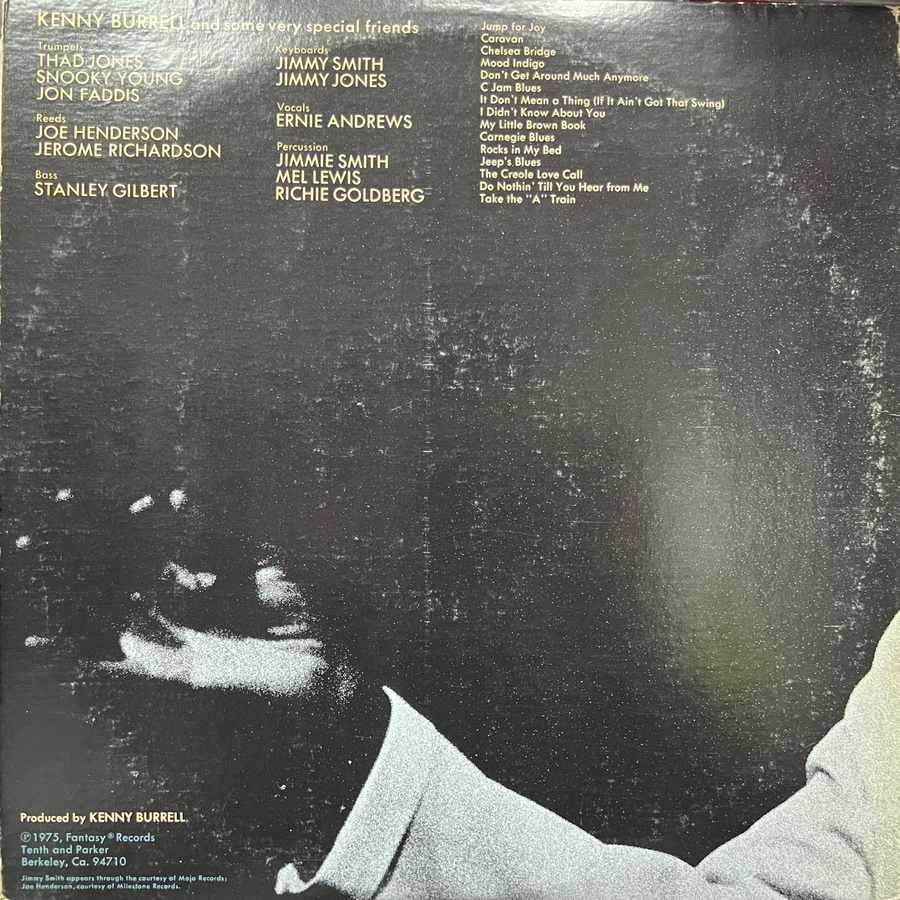 KENNY BURRELL and some very special friends
Trumpets
THAD JONES
SNOOKY YOUNG
JON FADDIS
Reeds
JOE HENDERSON
JEROME RICHARDSON
Bass
STANLEY GILBERT
Keyboards
JIMMY SMITH
JIMMY JONES
Vocals
ERNIE ANDREWS
Percussion
JIMMIE SMITH
MEL LEWIS
RICHIE GOLDBERG
Jump for Joy
Caravan
Chelsea Bridge
Mood Indigo
Don't Get Around Much Anymore
C Jam Blues
It Don't Mean a Thing (If It Ain't Got That Swing)
I Didn't Know About You
My Little Brown Book
Carnegie Blues
Rocks in My Bed
Jeep's Blues
The Creole Love Call
Do Nothin' Till You Hear from Me
Take the "A" Train
Produced by KENNY BURRELL
℗ 1975, Fantasy® Records
Tenth and Parker
Berkeley, Ca. 94710
Jimmy Smith appears through the courtesy of Mojo Records;
Joe Henderson, courtesy of Milestone Records.